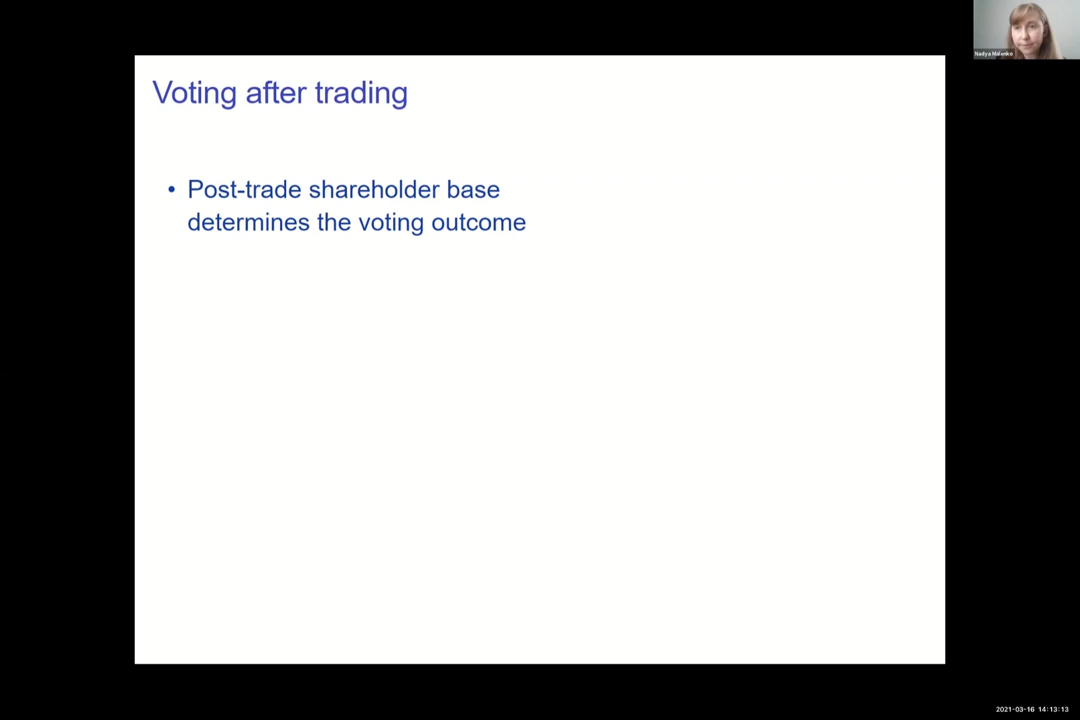 Nadya Malenko
Voting after trading
• Post-trade shareholder base
determines the voting outcome
2021-03-16 14:13:13